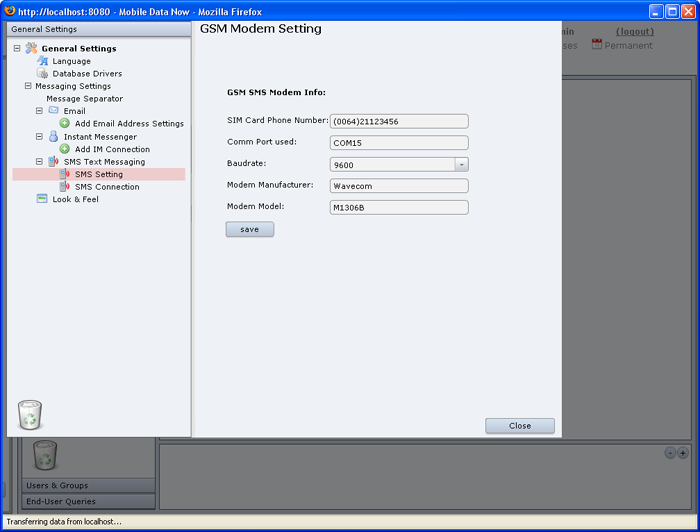 http://localhost:8080 - Mobile Data Now - Mozilla Firefox
General Settings
General Settings
Language
Database Drivers
Messaging Settings
Message Separator
Email
Add Email Address Settings
Instant Messenger
Add IM Connection
SMS Text Messaging
SMS Setting
SMS Connection
Look & Feel
GSM Modem Setting
GSM SMS Modem Info:
SIM Card Phone Number: (0064)21123456
Comm Port used: COM15
Baudrate: 9600
Modem Manufacturer: Wavecom
Modem Model: M1306B
save
Close
(logout)
Permanent
Users & Groups
End-User Queries
Transferring data from localhost...